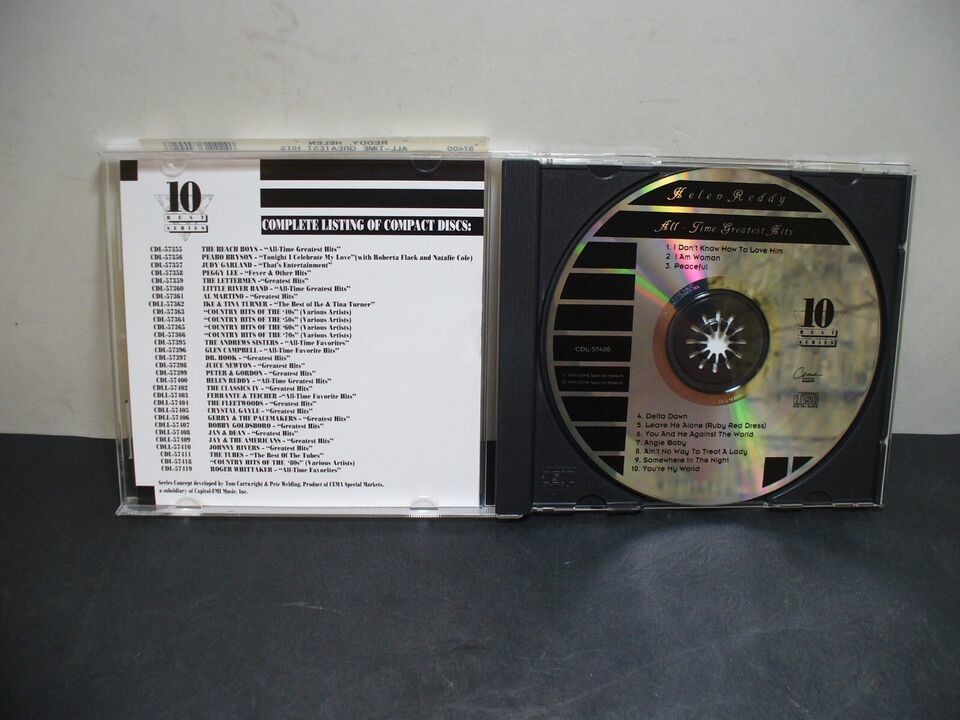 57400 ALL-TIME GREATEST HITS
REDDY, HELEN
10
BEST
SERIES
COMPLETE LISTING OF COMPACT DISCS:
CDL-57355 THE BEACH BOYS – "All-Time Greatest Hits"
CDL-57356 PEABO BRYSON – "Tonight I Celebrate My Love" (with Roberta Flack and Natalie Cole)
CDL-57357 JUDY GARLAND – "That's Entertainment"
CDL-57358 PEGGY LEE – "Fever & Other Hits"
CDL-57359 THE LETTERMEN – "Greatest Hits"
CDL-57360 LITTLE RIVER BAND – "All-Time Greatest Hits"
CDL-57361 AL MARTINO – "Greatest Hits"
CDLL-57362 IKE & TINA TURNER – "The Best of Ike & Tina Turner"
CDL-57363 "COUNTRY HITS OF THE '40s" (Various Artists)
CDL-57364 "COUNTRY HITS OF THE '50s" (Various Artists)
CDL-57365 "COUNTRY HITS OF THE '60s" (Various Artists)
CDL-57366 "COUNTRY HITS OF THE '70s" (Various Artists)
CDL-57395 THE ANDREWS SISTERS – "All-Time Favorites"
CDL-57396 GLEN CAMPBELL – "All-Time Favorite Hits"
CDL-57397 DR. HOOK – "Greatest Hits"
CDL-57398 JUICE NEWTON – "Greatest Hits"
CDL-57399 PETER & GORDON – "Greatest Hits"
CDL-57400 HELEN REDDY – "All-Time Greatest Hits"
CDLL-57402 THE CLASSICS IV – "Greatest Hits"
CDLL-57403 FERRANTE & TEICHER – "All-Time Favorite Hits"
CDLL-57404 THE FLEETWOODS – "Greatest Hits"
CDLL-57405 CRYSTAL GAYLE – "Greatest Hits"
CDLL-57406 GERRY & THE PACEMAKERS – "Greatest Hits"
CDLL-57407 BOBBY GOLDSBORO – "Greatest Hits"
CDLL-57408 JAN & DEAN – "Greatest Hits"
CDLL-57409 JAY & THE AMERICANS – "Greatest Hits"
CDLL-57410 JOHNNY RIVERS – "Greatest Hits"
CDLL-57411 THE TUBES – "The Best Of The Tubes"
CDLL-57418 "COUNTRY HITS OF THE '80s" (Various Artists)
CDLL-57419 ROGER WHITTAKER – "All-Time Favorites"
Series Concept developed by Tom Cartwright & Pete Welding. Product of CEMA Special Markets,
a subsidiary of Capitol-EMI Music. Inc.
Helen Reddy
All-Time Greatest Hits
1. I Don't Know How To Love Him
2. I Am Woman
3. Peaceful
10
BEST
SERIES
CDL-57400
Cema
4. Delta Dawn
5. Leave Me Alone (Ruby Red Dress)
6. You And Me Against The World
7. Angie Baby
8. Ain't No Way To Treat A Lady
9. Somewhere In The Night
10. You're My World